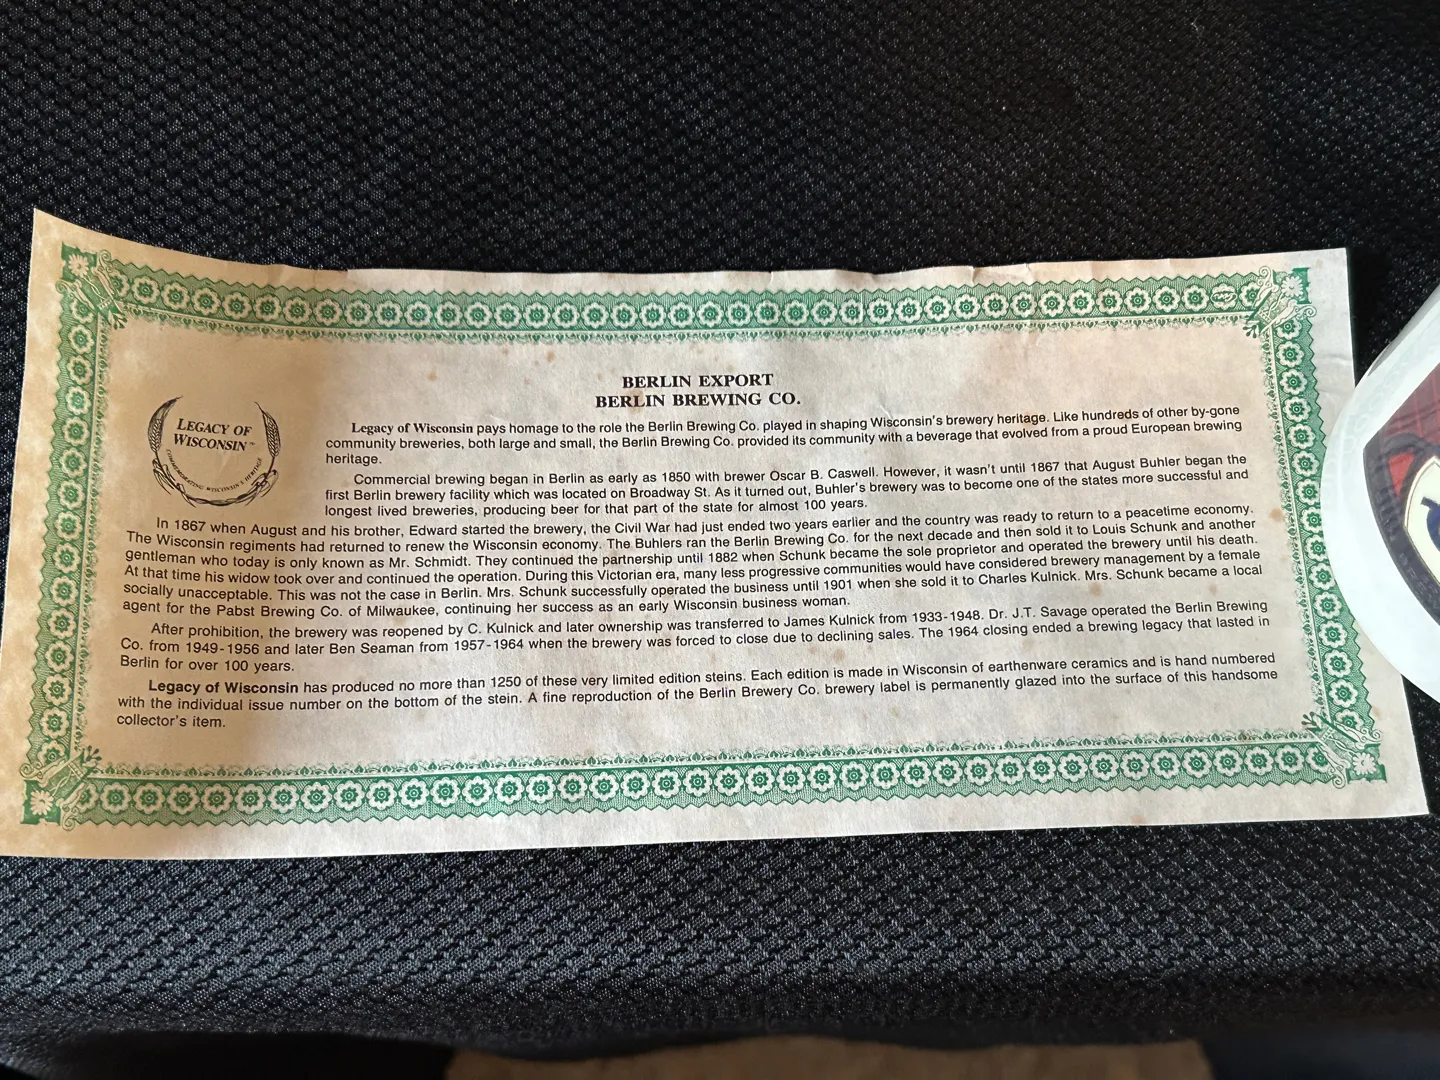 BERLIN EXPORT
BERLIN BREWING CO.
LEGACY OF
WISCONSIN™
COMMEMORATING WISCONSIN'S HERITAGE
Legacy of Wisconsin pays homage to the role the Berlin Brewing Co. played in shaping Wisconsin's brewery heritage. Like hundreds of other by-gone
community breweries, both large and small, the Berlin Brewing Co. provided its community with a beverage that evolved from a proud European brewing
heritage.
Commercial brewing began in Berlin as early as 1850 with brewer Oscar B. Caswell. However, it wasn't until 1867 that August Buhler began the
first Berlin brewery facility which was located on Broadway St. As it turned out, Buhler's brewery was to become one of the states more successful and
longest lived breweries, producing beer for that part of the state for almost 100 years.
In 1867 when August and his brother, Edward started the brewery, the Civil War had just ended two years earlier and the country was ready to return to a peacetime economy.
The Wisconsin regiments had returned to renew the Wisconsin economy. The Buhlers ran the Berlin Brewing Co. for the next decade and then sold it to Louis Schunk and another
gentleman who today is only known as Mr. Schmidt. They continued the partnership until 1882 when Schunk became the sole proprietor and operated the brewery until his death.
At that time his widow took over and continued the operation. During this Victorian era, many less progressive communities would have considered brewery management by a female
socially unacceptable. This was not the case in Berlin. Mrs. Schunk successfully operated the business until 1901 when she sold it to Charles Kulnick. Mrs. Schunk became a local
agent for the Pabst Brewing Co. of Milwaukee, continuing her success as an early Wisconsin business woman.
After prohibition, the brewery was reopened by C. Kulnick and later ownership was transferred to James Kulnick from 1933-1948. Dr. J.T. Savage operated the Berlin Brewing
Co. from 1949-1956 and later Ben Seaman from 1957-1964 when the brewery was forced to close due to declining sales. The 1964 closing ended a brewing legacy that lasted in
Berlin for over 100 years.
Legacy of Wisconsin has produced no more than 1250 of these very limited edition steins. Each edition is made in Wisconsin of earthenware ceramics and is hand numbered
with the individual issue number on the bottom of the stein. A fine reproduction of the Berlin Brewery Co. brewery label is permanently glazed into the surface of this handsome
collector's item.